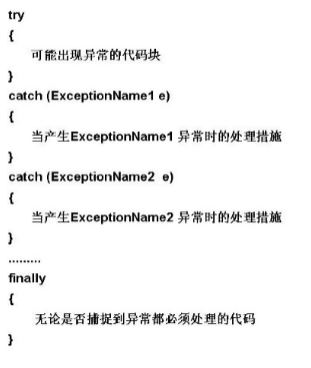 try
{
可能出现异常的代码块
}
catch (ExceptionName1 e)
{
当产生ExceptionName1 异常时的处理措施
}
catch (ExceptionName2  e)
{
当产生ExceptionName2 异常时的处理措施
}
.........
finally
{
无论是否捕捉到异常都必须处理的代码
}